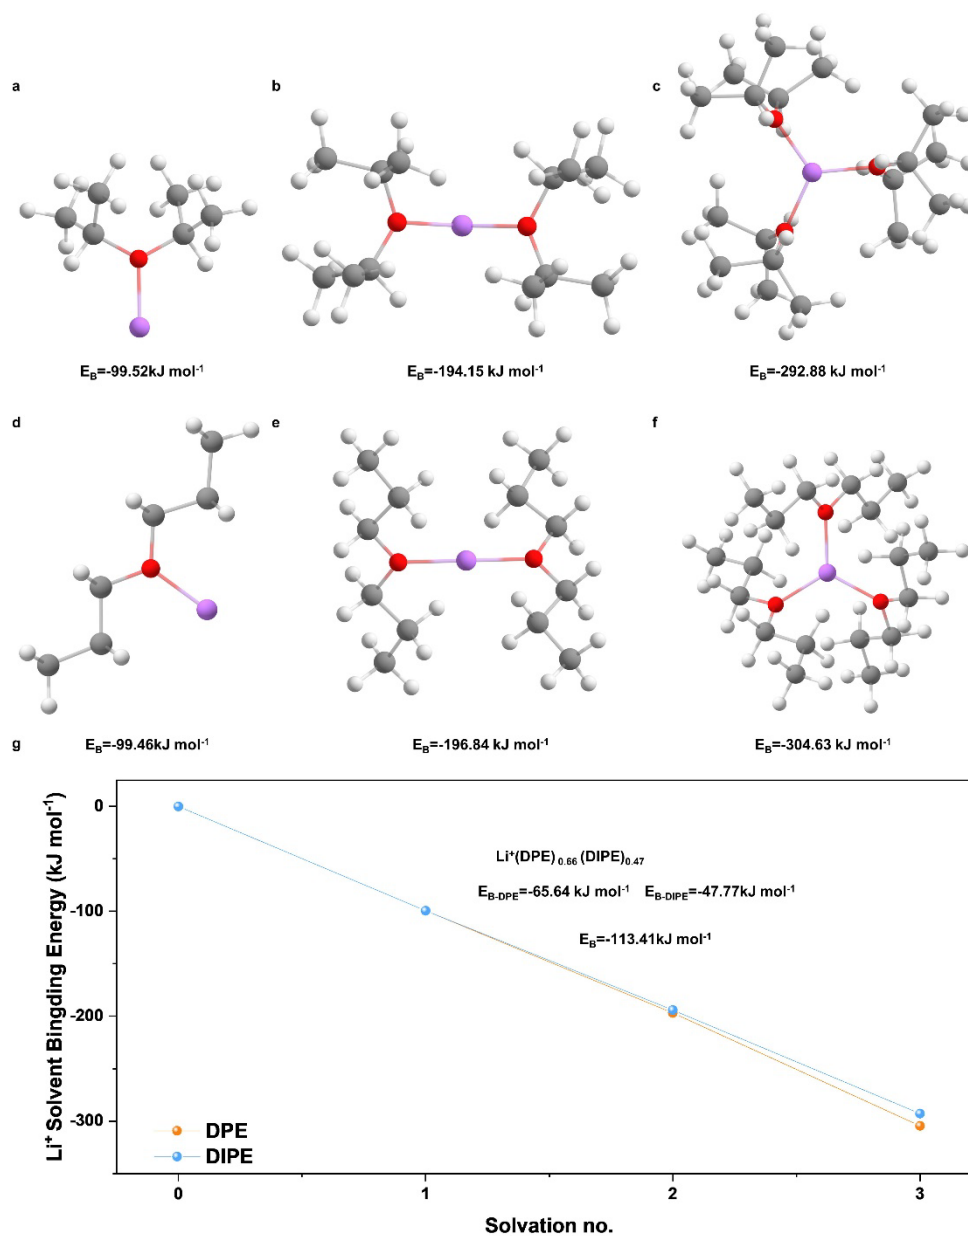 a
b
c
E_B=-99.52kJ mol⁻¹
E_B=-194.15 kJ mol⁻¹
E_B=-292.88 kJ mol⁻¹
d
e
f
E_B=-99.46kJ mol⁻¹
E_B=-196.84 kJ mol⁻¹
E_B=-304.63 kJ mol⁻¹
g
Li⁺ Solvent Bingding Energy (kJ mol⁻¹)
0
-100
-200
-300
Li⁺(DPE)₀.₆₆ (DIPE)₀.₄₇
E_B-DPE=-65.64 kJ mol⁻¹ E_B-DIPE=-47.77kJ mol⁻¹
E_B=-113.41kJ mol⁻¹
DPE
DIPE
0 1 2 3
Solvation no.